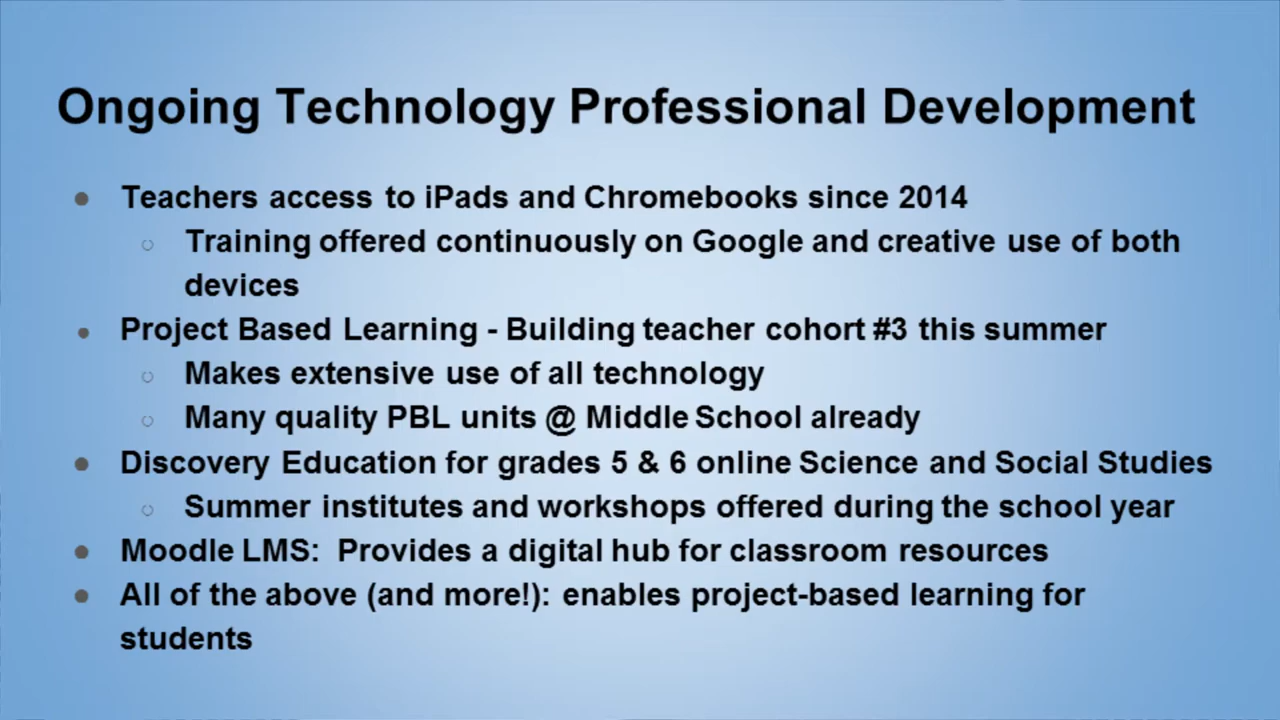 Ongoing Technology Professional Development
● Teachers access to iPads and Chromebooks since 2014
○ Training offered continuously on Google and creative use of both
devices
● Project Based Learning - Building teacher cohort #3 this summer
○ Makes extensive use of all technology
○ Many quality PBL units @ Middle School already
● Discovery Education for grades 5 & 6 online Science and Social Studies
○ Summer institutes and workshops offered during the school year
● Moodle LMS: Provides a digital hub for classroom resources
● All of the above (and more!): enables project-based learning for
students